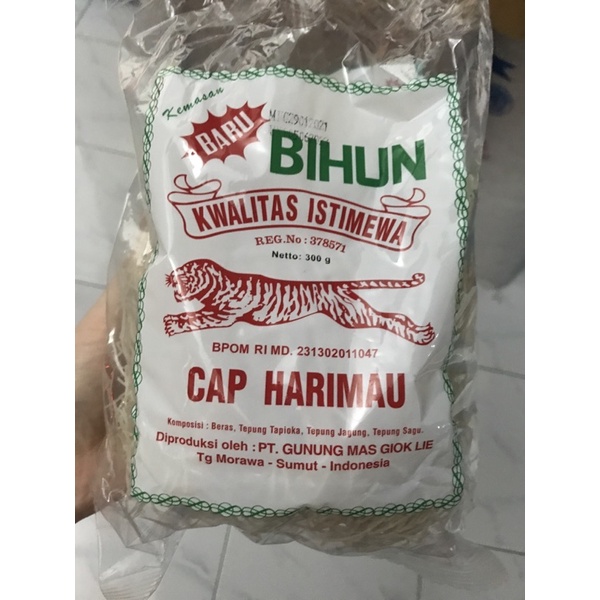 Kemasan
BARU
BIHUN
KWALITAS ISTIMEWA
REG.No : 378571
Netto: 300 g
BPOM RI MD. 231302011047
CAP HARIMAU
Komposisi : Beras, Tepung Tapioka, Tepung Jagung, Tepung Sagu.
Diproduksi oleh : PT. GUNUNG MAS GIOK LIE
Tg Morawa - Sumut - Indonesia